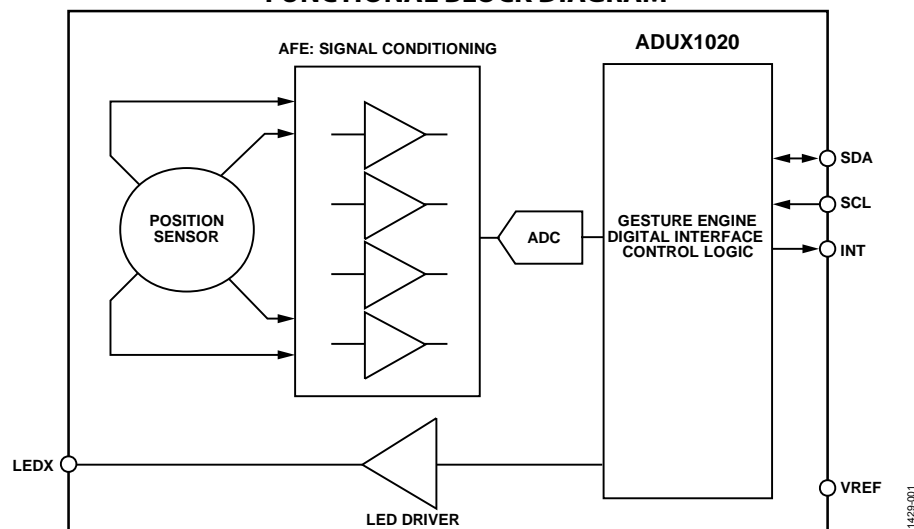 FUNCTIONAL BLOCK DIAGRAM
AFE: SIGNAL CONDITIONING
ADUX1020
POSITION
SENSOR
ADC
GESTURE ENGINE
DIGITAL INTERFACE
CONTROL LOGIC
SDA
SCL
INT
LEDX
LED DRIVER
VREF
1429-001